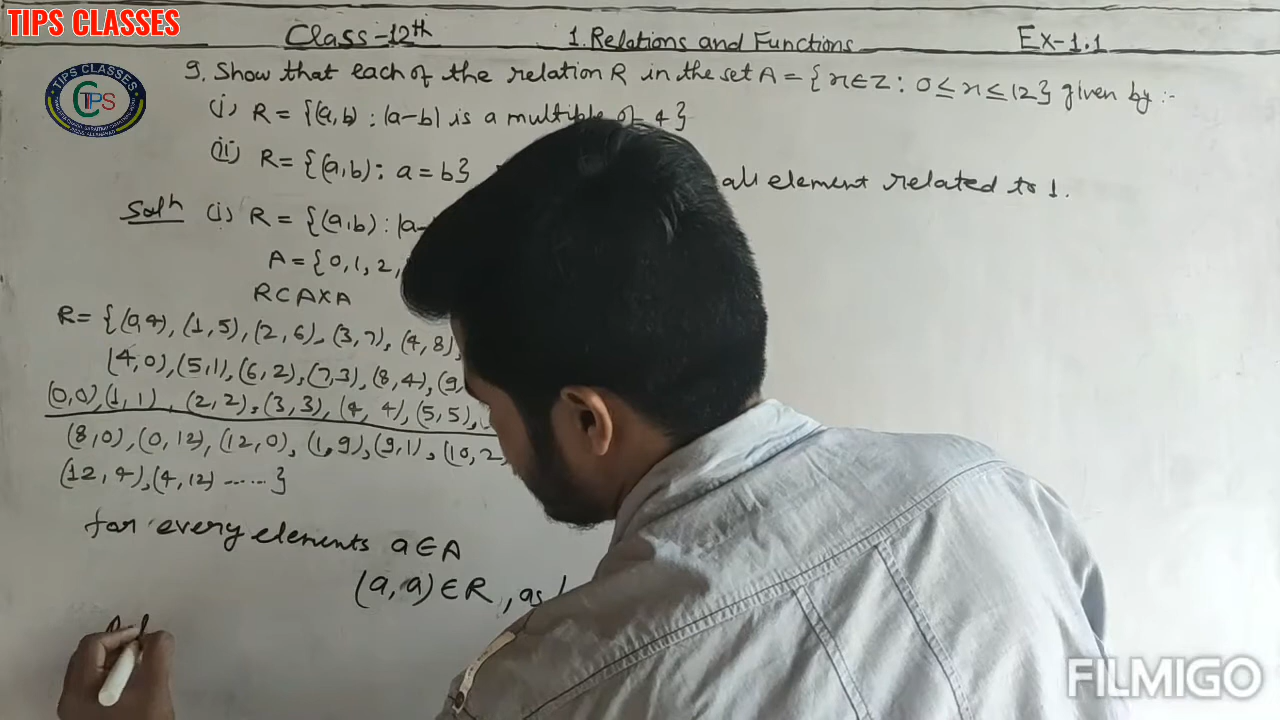 TIPS CLASSES
Class-12th 1. Relations and Functions Ex-1.1
TIPS CLASSES
TIPS
9. Show that each of the relation R in the set A = {x∈Z : 0 ≤ x ≤ 12} given by :-
(i) R = {(a,b) : |a-b| is a multiple of 4}
(ii) R = {(a,b) : a = b} all element related to 1.
Solⁿ (i) R = {(a,b) : |a-
A = {0, 1, 2,
R⊂A×A
R = {(0,4), (1,5), (2,6), (3,7), (4,8),
(4,0), (5,1), (6,2), (7,3), (8,4), (9,
(0,0), (1,1), (2,2), (3,3), (4,4), (5,5),
(8,0), (0,12), (12,0), (1,9), (9,1), (10,2
(12,4), (4,12) ......}
for every elements a∈A
(a,a)∈R, as
FILMIGO